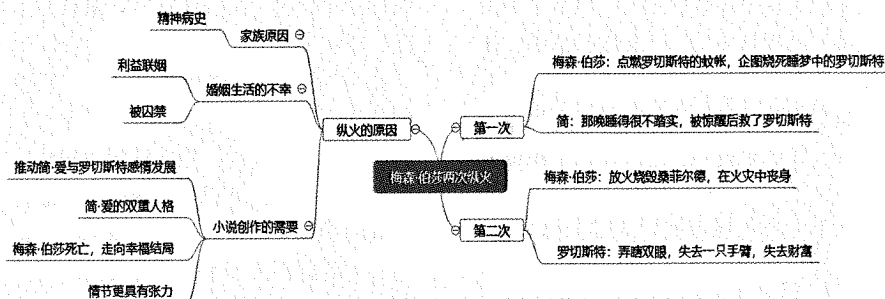 精神病史
家族原因
利益联姻
婚姻生活的不幸
被囚禁
纵火的原因
推动简·爱与罗切斯特感情发展
简·爱的双重人格
小说创作的需要
梅森·伯莎死亡，走向幸福结局
情节更具有张力
梅森·伯莎两次纵火
梅森·伯莎：点燃罗切斯特的蚊帐，企图烧死睡梦中的罗切斯特
第一次
简：那晚睡得很不踏实，被惊醒后救了罗切斯特
梅森·伯莎：放火烧毁桑菲尔德，在火灾中丧身
第二次
罗切斯特：弄瞎双眼，失去一只手臂，失去财富